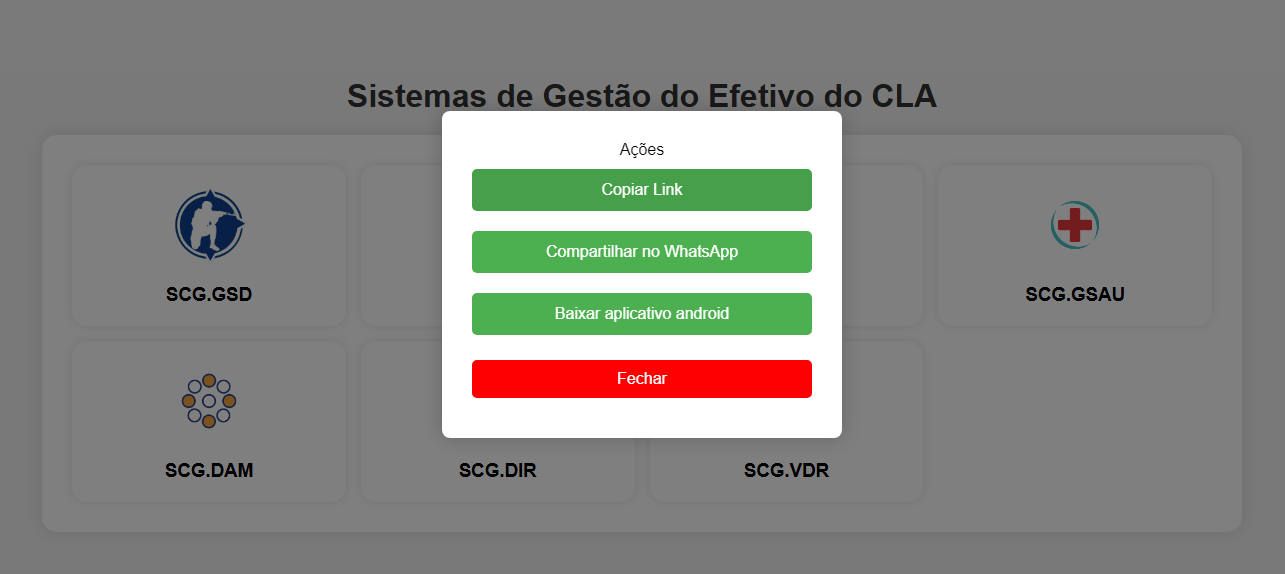 Sistemas de Gestão do Efetivo do CLA
Ações
Copiar Link
Compartilhar no WhatsApp
Baixar aplicativo android
Fechar
SCG.GSD
SCG.GSAU
SCG.DAM
SCG.DIR
SCG.VDR